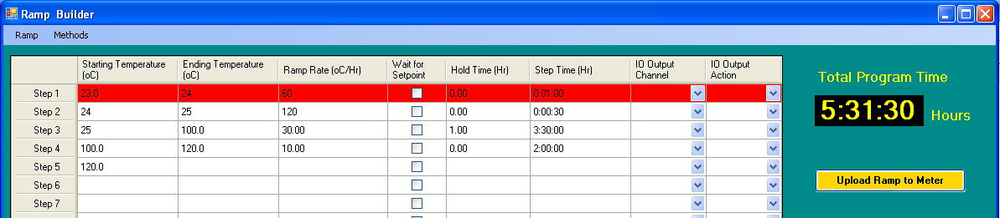 Ramp Builder
Ramp Methods
Starting Temperature (oC) Ending Temperature (oC) Ramp Rate (oC/Hr) Wait for Setpoint Hold Time (Hr) Step Time (Hr) IO Output Channel IO Output Action
Step 1 23.0 24 60 0.00 0:01:00
Step 2 24 25 120 0.00 0:00:30
Step 3 25 100.0 30.00 1.00 3:30:00
Step 4 100.0 120.0 10.00 0.00 2:00:00
Step 5 120.0
Step 6
Step 7
Total Program Time
5:31:30 Hours
Upload Ramp to Meter